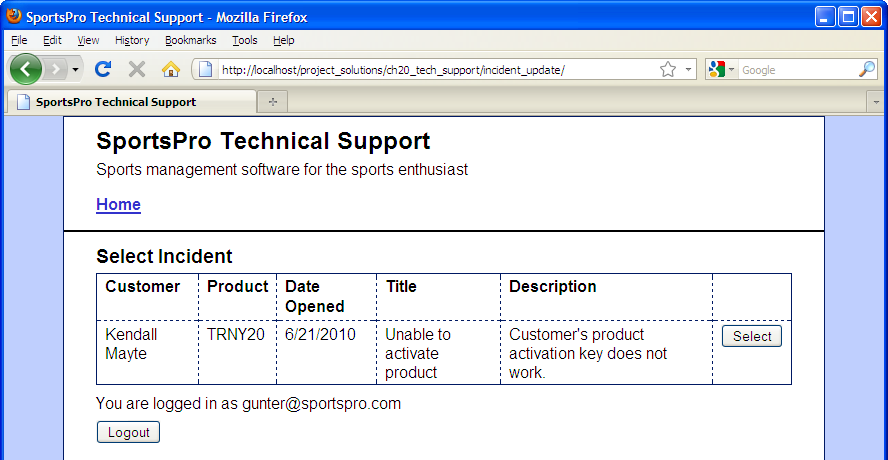 SportsPro Technical Support - Mozilla Firefox
File Edit View History Bookmarks Tools Help
http://localhost/project_solutions/ch20_tech_support/incident_update/ Google
SportsPro Technical Support
SportsPro Technical Support
Sports management software for the sports enthusiast
Home
Select Incident
Customer Product Date Title Description
Opened
Kendall TRNY20 6/21/2010 Unable to Customer's product Select
Mayte activate activation key does not
product work.
You are logged in as gunter@sportspro.com
Logout